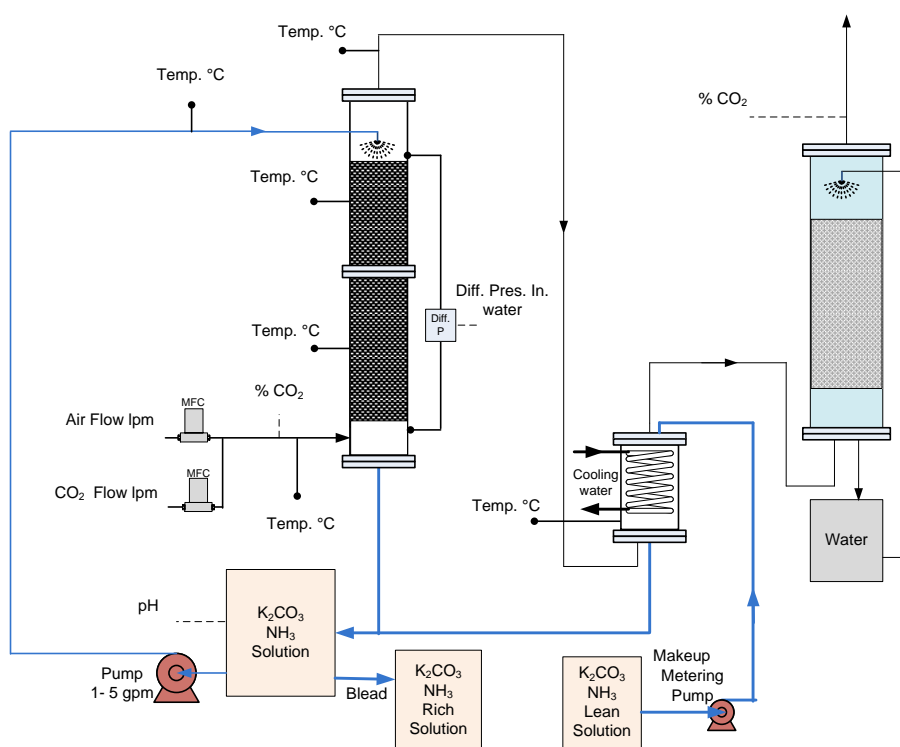 Temp. °C
Temp. °C
% CO₂
Temp. °C
Diff. Pres. In.
water
Diff.
P
Temp. °C
% CO₂
MFC
Air Flow lpm
MFC
CO₂ Flow lpm
Temp. °C
Cooling
water
Temp. °C
Water
pH
K₂CO₃
NH₃
Solution
Pump
1- 5 gpm
Blead
K₂CO₃
NH₃
Rich
Solution
K₂CO₃
NH₃
Lean
Solution
Makeup
Metering
Pump